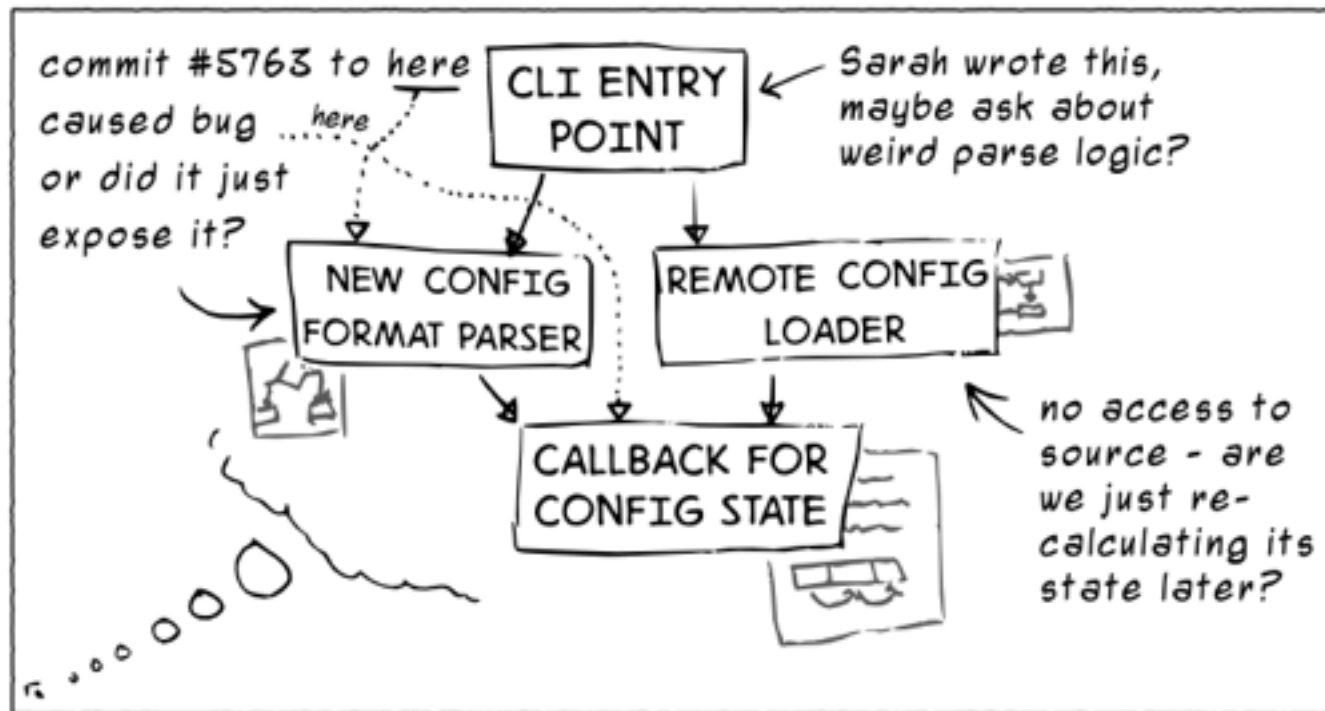 commit #5763 to here
caused bug
here
or did it just
expose it?
CLI ENTRY
POINT
Sarah wrote this,
maybe ask about
weird parse logic?
NEW CONFIG
FORMAT PARSER
REMOTE CONFIG
LOADER
CALLBACK FOR
CONFIG STATE
no access to
source - are
we just re-
calculating its
state later?